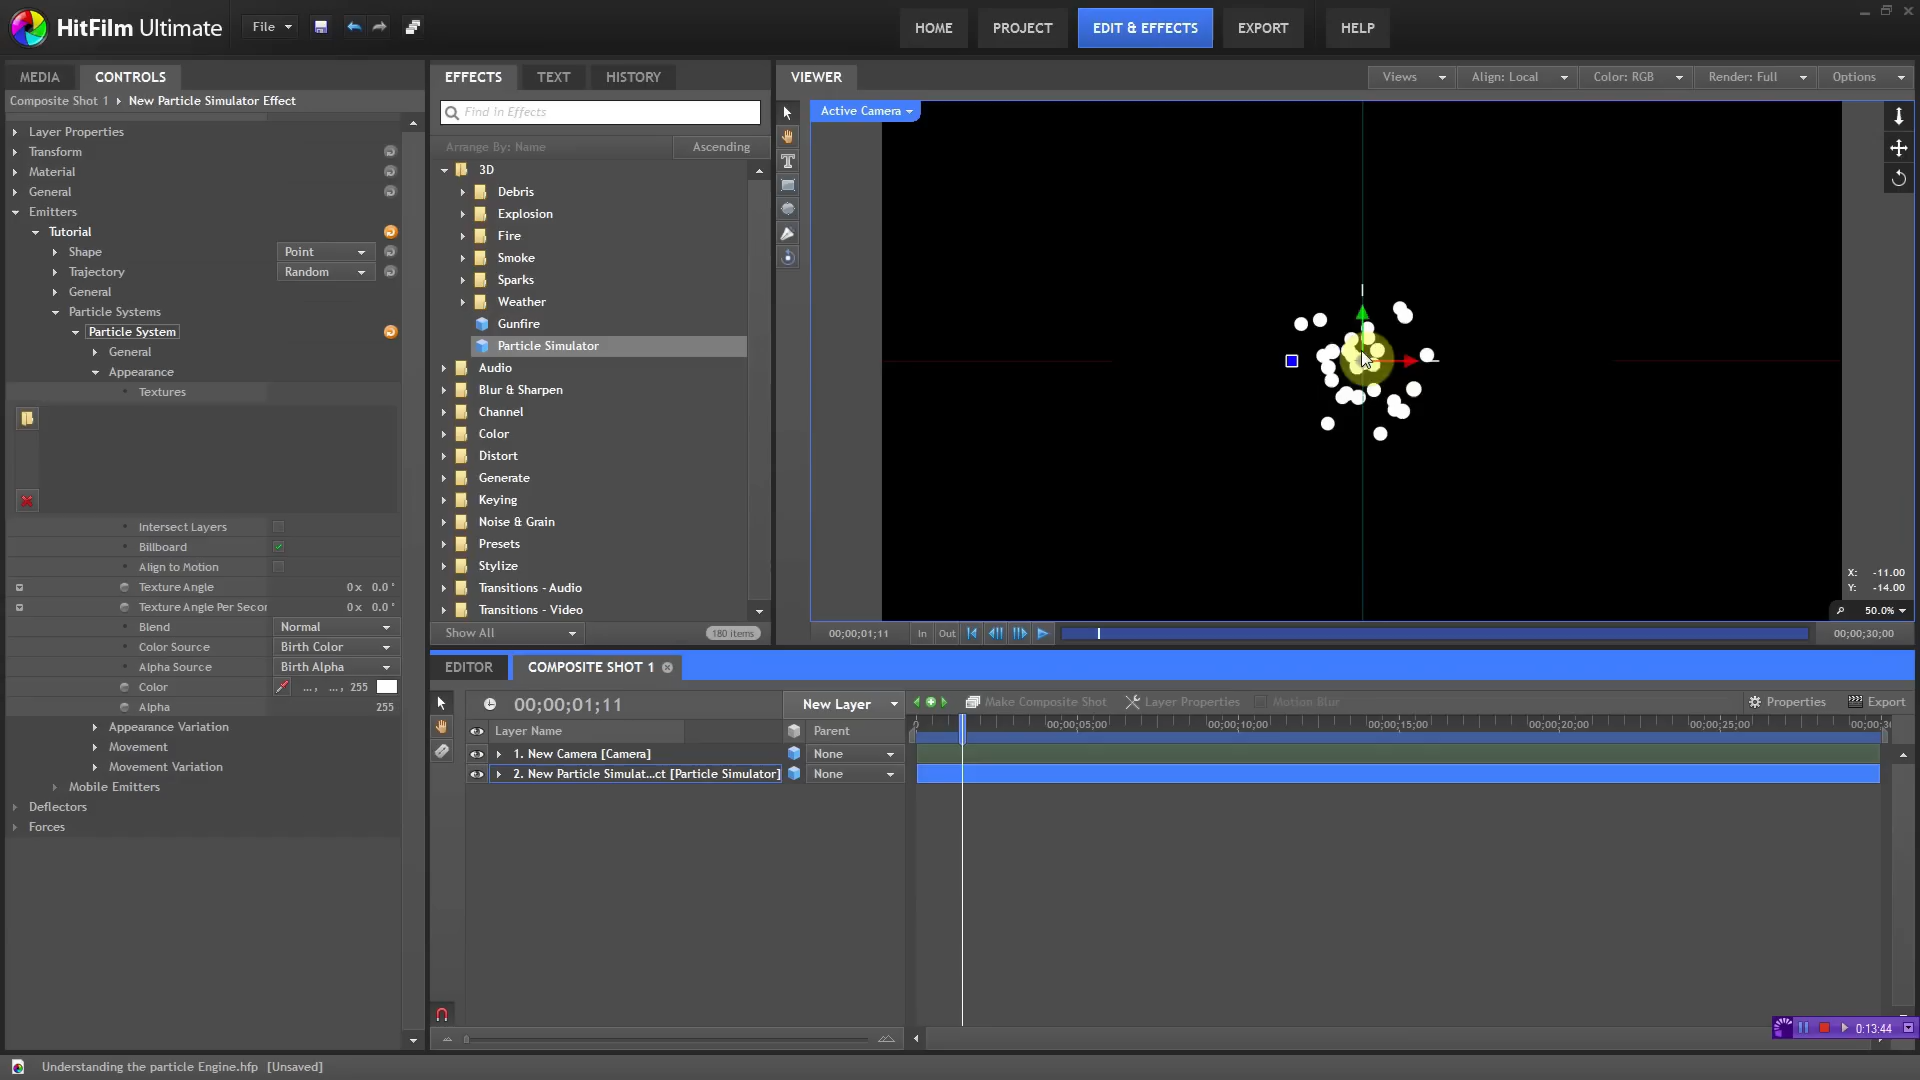 HitFilm Ultimate
File
HOME
PROJECT
EDIT & EFFECTS
EXPORT
HELP
MEDIA
CONTROLS
Composite Shot 1 New Particle Simulator Effect
Layer Properties
Transform
Material
General
Emitters
Tutorial
Shape Point
Trajectory Random
General
Particle Systems
Particle System
General
Appearance
Textures
Intersect Layers
Billboard
Align to Motion
Texture Angle 0 x 0.0 °
Texture Angle Per Secor 0 x 0.0 °
Blend Normal
Color Source Birth Color
Alpha Source Birth Alpha
Color ... , ... , 255
Alpha 255
Appearance Variation
Movement
Movement Variation
Mobile Emitters
Deflectors
Forces
EFFECTS
TEXT
HISTORY
Find in Effects
Arrange By: Name
Ascending
3D
Debris
Explosion
Fire
Smoke
Sparks
Weather
Gunfire
Particle Simulator
Audio
Blur & Sharpen
Channel
Color
Distort
Generate
Keying
Noise & Grain
Presets
Stylize
Transitions - Audio
Transitions - Video
Show All
180 items
VIEWER
Views
Align: Local
Color: RGB
Render: Full
Options
Active Camera
T
X: -11.00
Y: -14.00
50.0%
00;00;01;11
In
Out
00;00;30;00
EDITOR
COMPOSITE SHOT 1
00;00;01;11
New Layer
Make Composite Shot
Layer Properties
Motion Blur
Properties
Export
Layer Name
Parent
0
00;00;05;00
00;00;10;00
00;00;15;00
00;00;20;00
00;00;25;00
00;00;30
1. New Camera [Camera] None
2. New Particle Simulat...ct [Particle Simulator] None
0:13:44
Understanding the particle Engine.hfp [Unsaved]